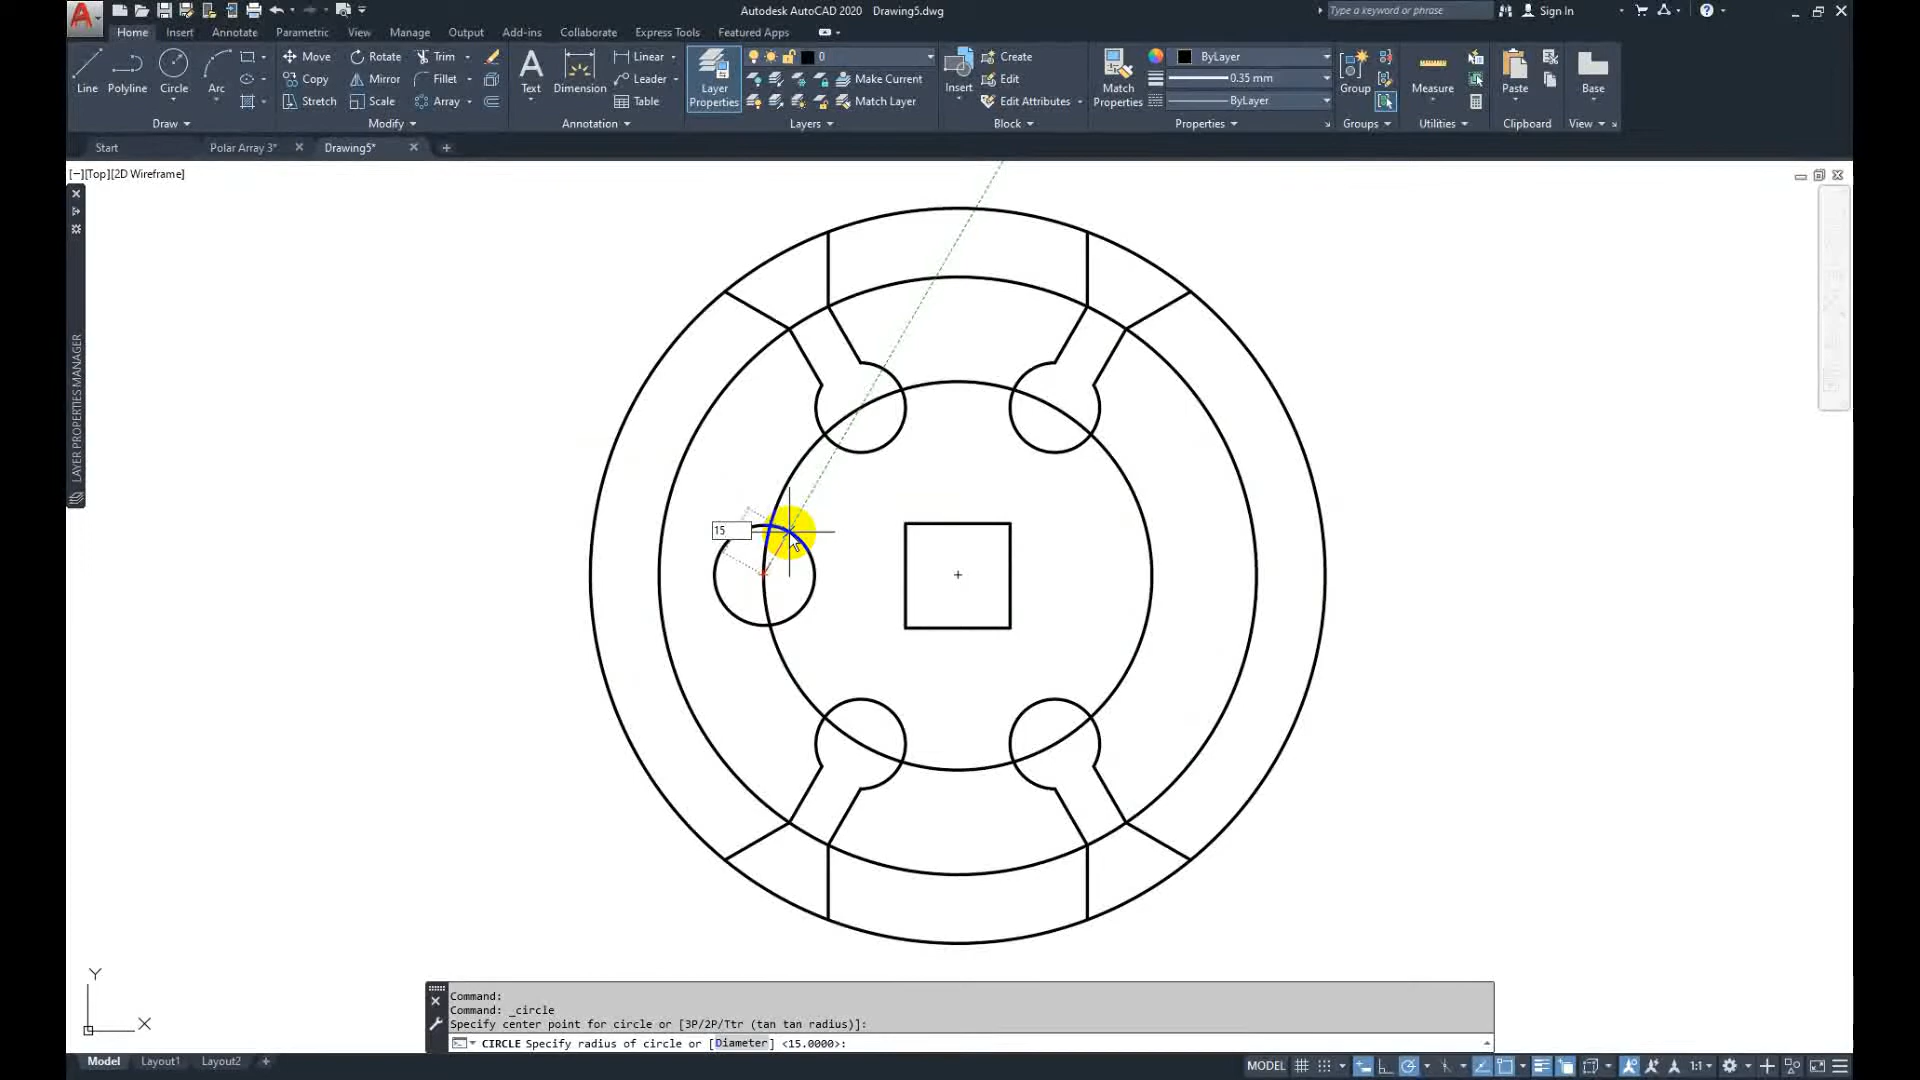 Autodesk AutoCAD 2020 Drawing5.dwg
Type a keyword or phrase
Sign In
Home Insert Annotate Parametric View Manage Output Add-ins Collaborate Express Tools Featured Apps
Line Polyline Circle Arc
Draw
Move Rotate Trim
Copy Mirror Fillet
Stretch Scale Array
Modify
Text Dimension
Linear
Leader
Table
Annotation
Layer Properties
0
Make Current
Match Layer
Layers
Insert
Create
Edit
Edit Attributes
Block
Match Properties
ByLayer
0.35 mm
ByLayer
Properties
Group
Groups
Measure
Utilities
Paste
Clipboard
Base
View
Start Polar Array 3* Drawing5*
[−][Top][2D Wireframe]
LAYER PROPERTIES MANAGER
15
Y
X
Command:
Command: _circle
Specify center point for circle or [3P/2P/Ttr (tan tan radius)]:
CIRCLE Specify radius of circle or [Diameter] <15.0000>:
Model Layout1 Layout2
MODEL 1:1